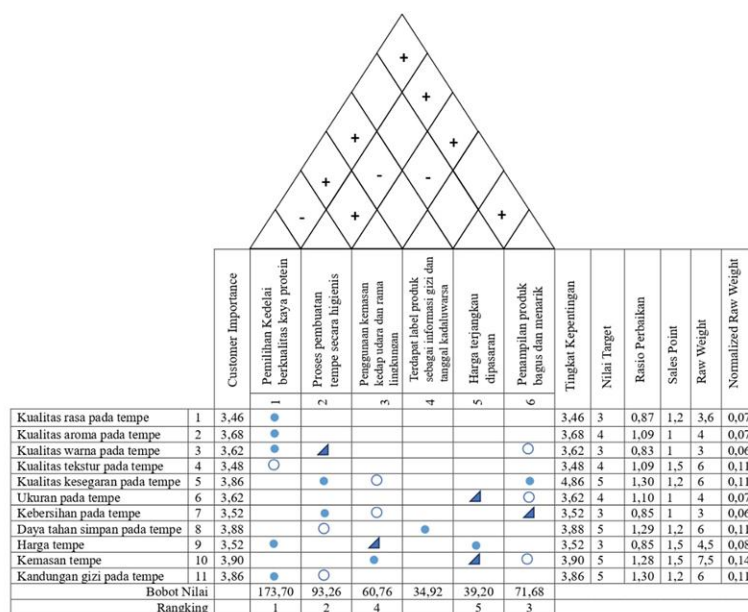 +
+
+ +
+ - -
- + +
Customer Importance
Pemilihan Kedelai
berkualitas kaya protein
Proses pembuatan
tempe secara higienis
Penggunaan kemasan
kedap udara dan rama
lingkungan
Terdapat label produk
sebagai informasi gizi dan
tanggal kadaluwarsa
Harga terjangkau
dipasaran
Penampilan produk
bagus dan menarik
Tingkat Kepentingan
Nilai Target
Rasio Perbaikan
Sales Point
Raw Weight
Nomalized Raw Weight
1 2 3 4 5 6
Kualitas rasa pada tempe 1 3,46 3,46 3 0,87 1,2 3,6 0,07
Kualitas aroma pada tempe 2 3,68 3,68 4 1,09 1 4 0,07
Kualitas warna pada tempe 3 3,62 3,62 3 0,83 1 3 0,06
Kualitas tekstur pada tempe 4 3,48 3,48 4 1,09 1,5 6 0,11
Kualitas kesegaran pada tempe 5 3,86 4,86 5 1,30 1,2 6 0,11
Ukuran pada tempe 6 3,62 3,62 4 1,10 1 4 0,07
Kebersihan pada tempe 7 3,52 3,52 3 0,85 1 3 0,06
Daya tahan simpan pada tempe 8 3,88 3,88 5 1,29 1,2 6 0,11
Harga tempe 9 3,52 3,52 3 0,85 1,5 4,5 0,08
Kemasan tempe 10 3,90 3,90 5 1,28 1,5 7,5 0,14
Kandungan gizi pada tempe 11 3,86 3,86 5 1,30 1,2 6 0,11
Bobot Nilai 173,70 93,26 60,76 34,92 39,20 71,68
Rangking 1 2 4 5 3